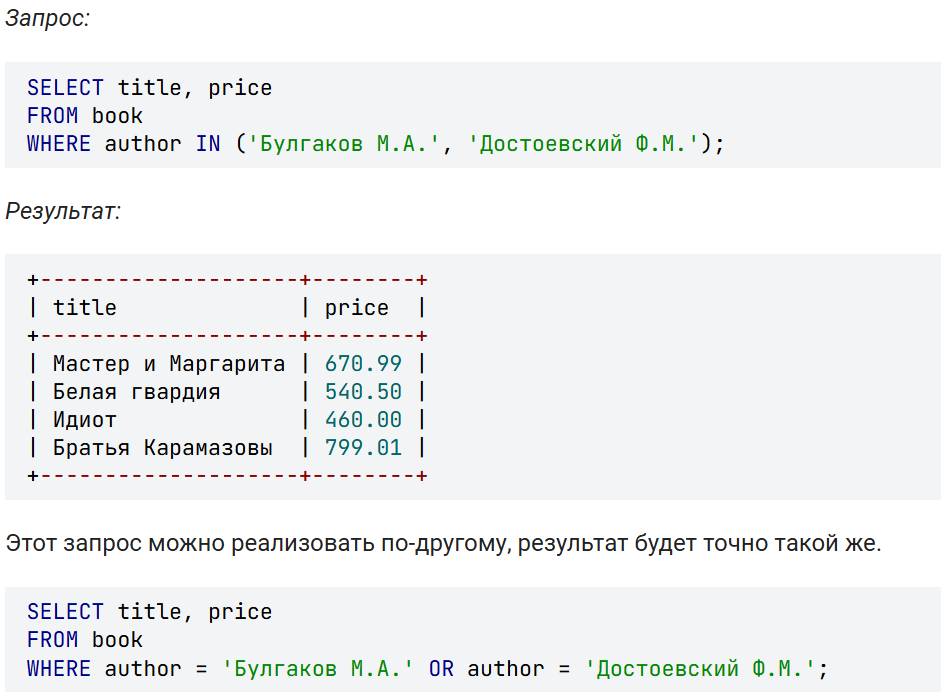 Запрос:
SELECT title, price
FROM book
WHERE author IN ('Булгаков М.А.', 'Достоевский Ф.М.');
Результат:
+--------------------+--------+
| title              | price  |
+--------------------+--------+
| Мастер и Маргарита | 670.99 |
| Белая гвардия      | 540.50 |
| Идиот              | 460.00 |
| Братья Карамазовы  | 799.01 |
+--------------------+--------+
Этот запрос можно реализовать по-другому, результат будет точно такой же.
SELECT title, price
FROM book
WHERE author = 'Булгаков М.А.' OR author = 'Достоевский Ф.М.';